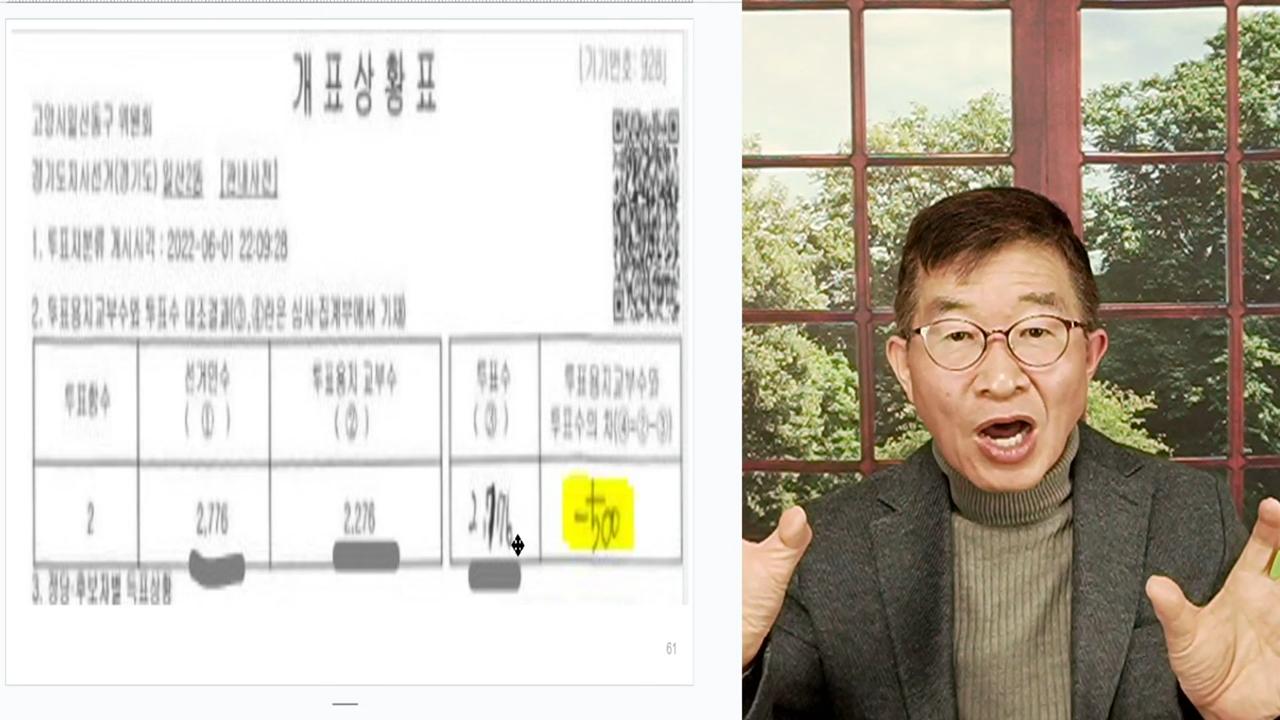 개표상황표
(기기번호: 928)
고양시일산동구 위원회
경기도지사선거(경기도) 일산2동 [관내사전]
1. 투표지분류 개시시각 : 2022-06-01 22:09:28
2. 투표용지교부수와 투표수 대조결과(③,④란은 심사·집계부에서 기재)
투표함수
선거인수
( ① )
투표용지 교부수
( ② )
투표수
( ③ )
투표용지교부수와
투표수의 차(④=②-③)
2
2,776
2,276
2,776
-500
3. 정당·후보자별 득표상황
61